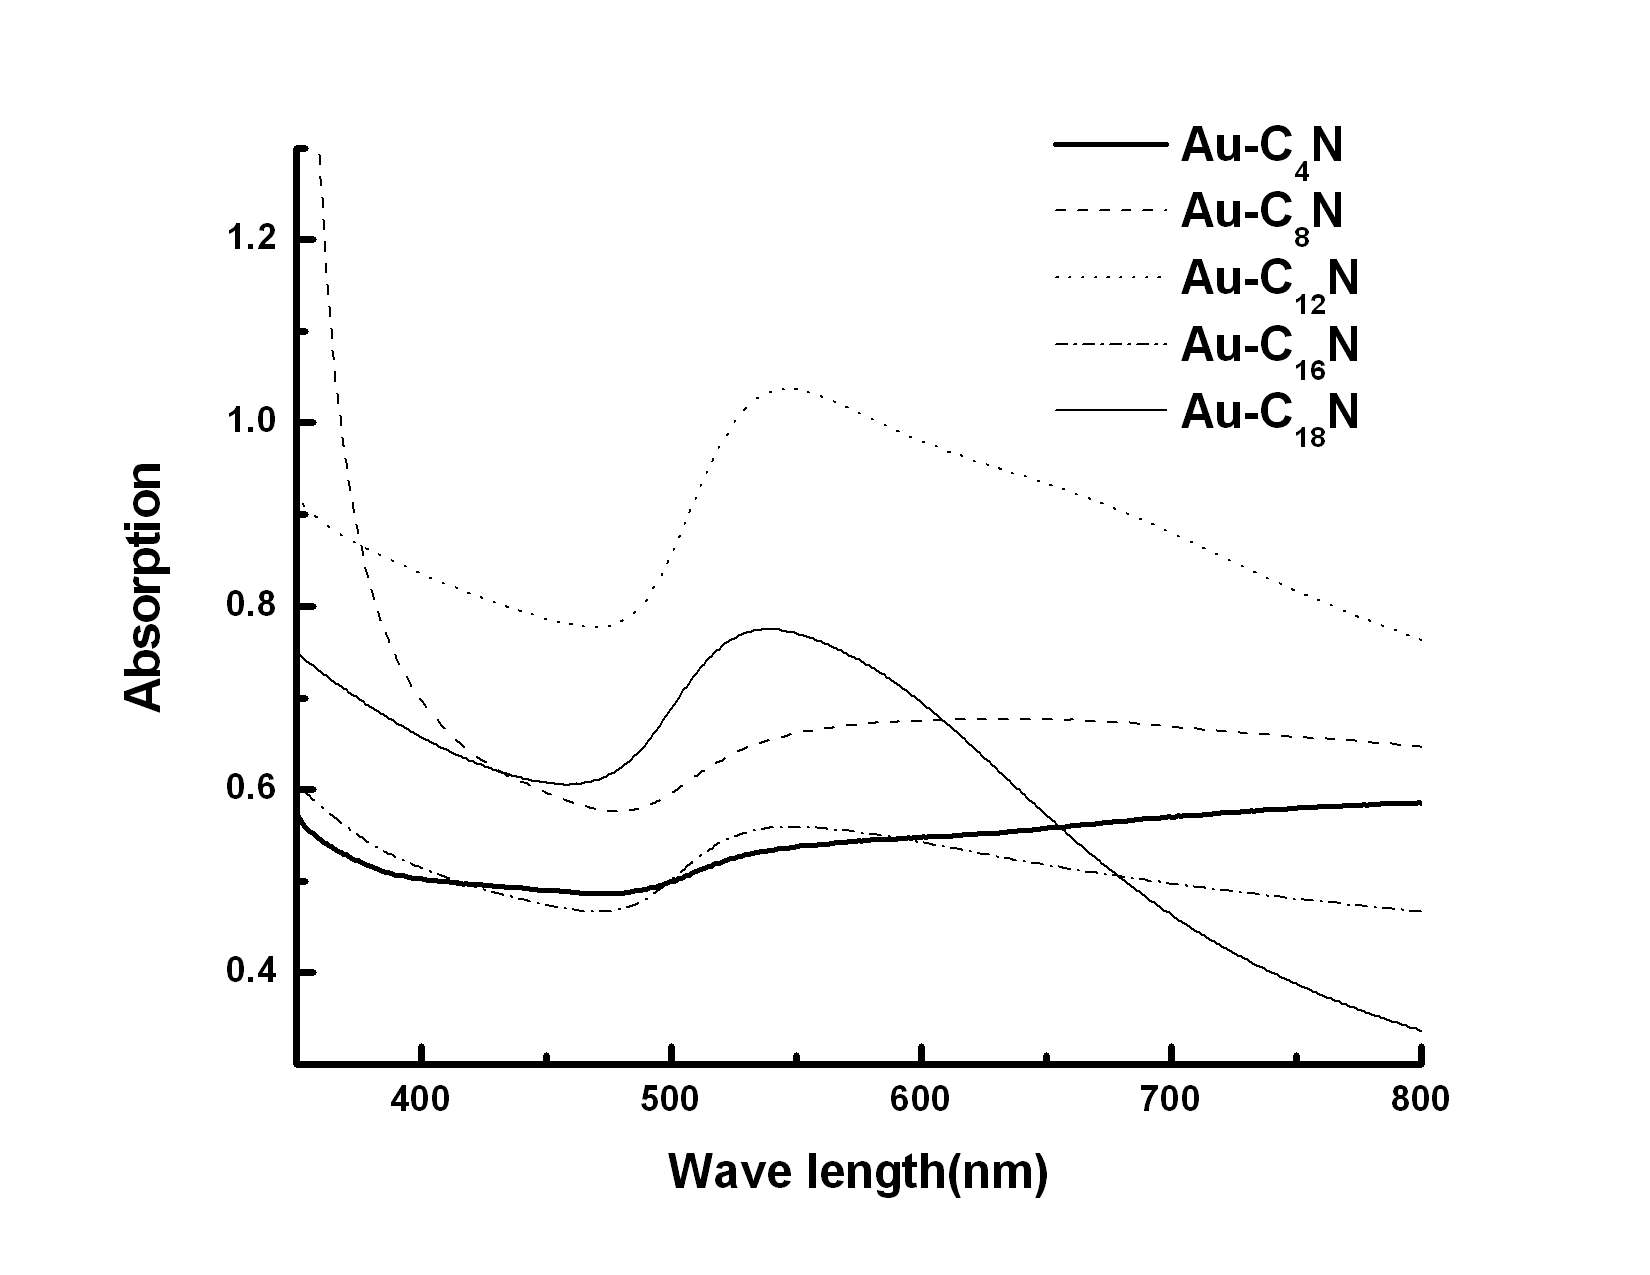 Au-C4N
Au-C8N
Au-C12N
Au-C16N
Au-C18N
1.2
1.0
0.8
0.6
0.4
Absorption
400 500 600 700 800
Wave length(nm)